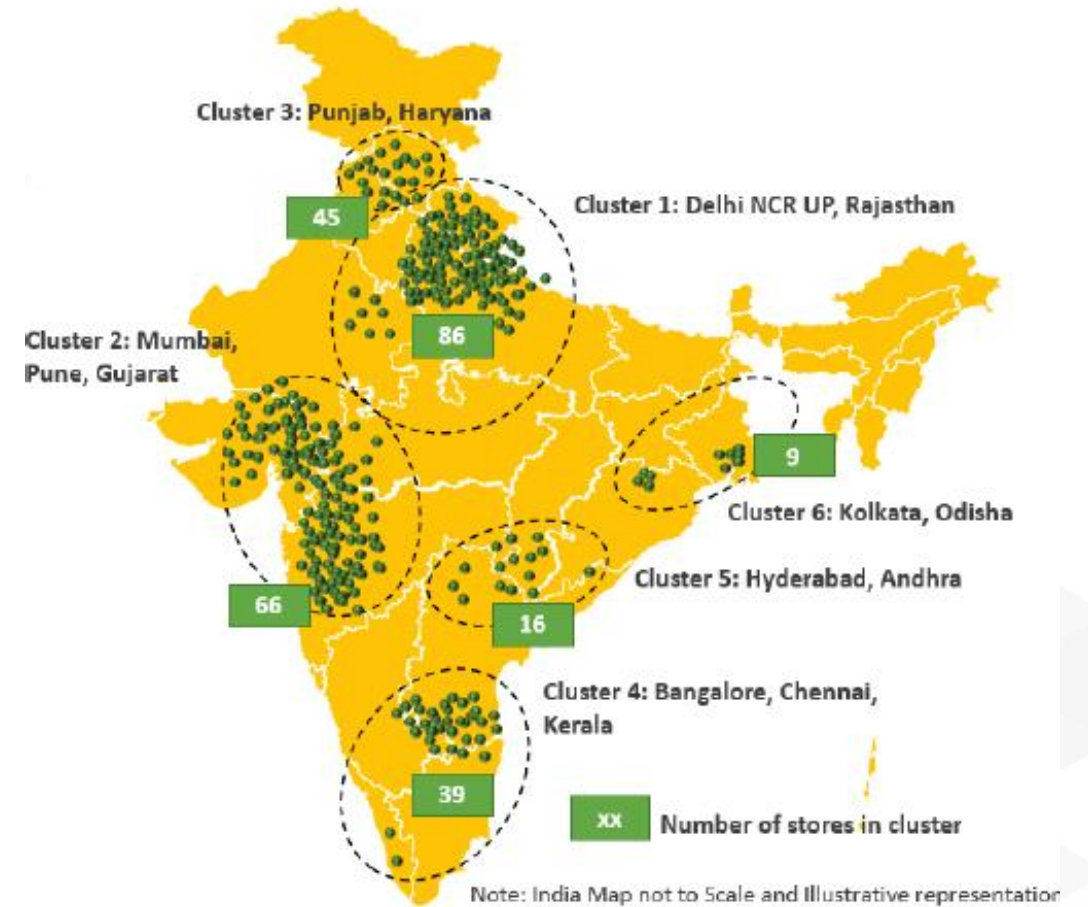 Cluster 3: Punjab, Haryana
45
Cluster 1: Delhi NCR UP, Rajasthan
86
Cluster 2: Mumbai,
Pune, Gujarat
9
Cluster 6: Kolkata, Odisha
Cluster 5: Hyderabad, Andhra
66
16
Cluster 4: Bangalore, Chennai,
Kerala
39
xx Number of stores in cluster
Note: India Map not to Scale and Illustrative representation